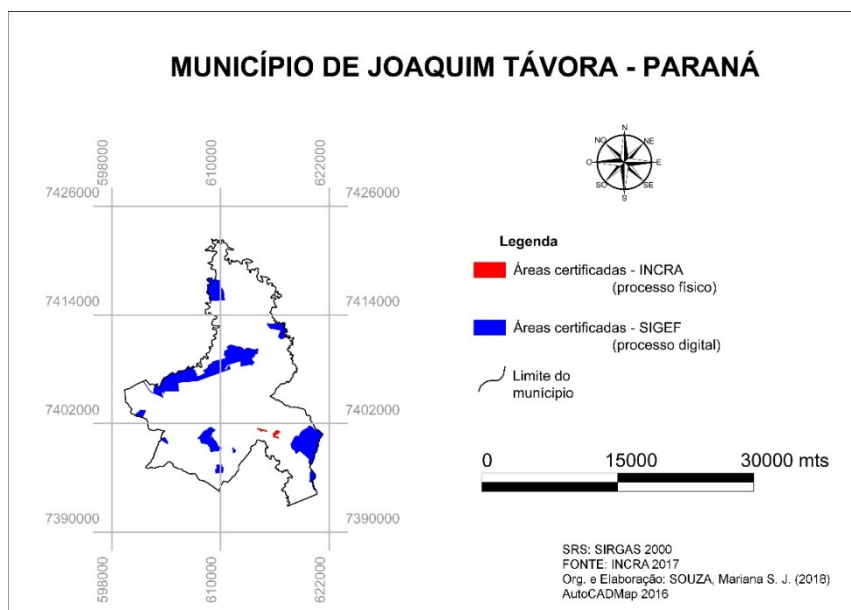 MUNICÍPIO DE JOAQUIM TÁVORA - PARANÁ
598000
610000
622000
7426000
7426000
7414000
7414000
7402000
7402000
7390000
7390000
598000
610000
622000
N
NO
NE
O
E
SO
SE
S
Legenda
Áreas certificadas - INCRA
(processo físico)
Áreas certificadas - SIGEF
(processo digital)
Limite do
município
0
15000
30000 mts
SRS: SIRGAS 2000
FONTE: INCRA 2017
Org. e Elaboração: SOUZA, Mariana S. J. (2018)
AutoCADMap 2016